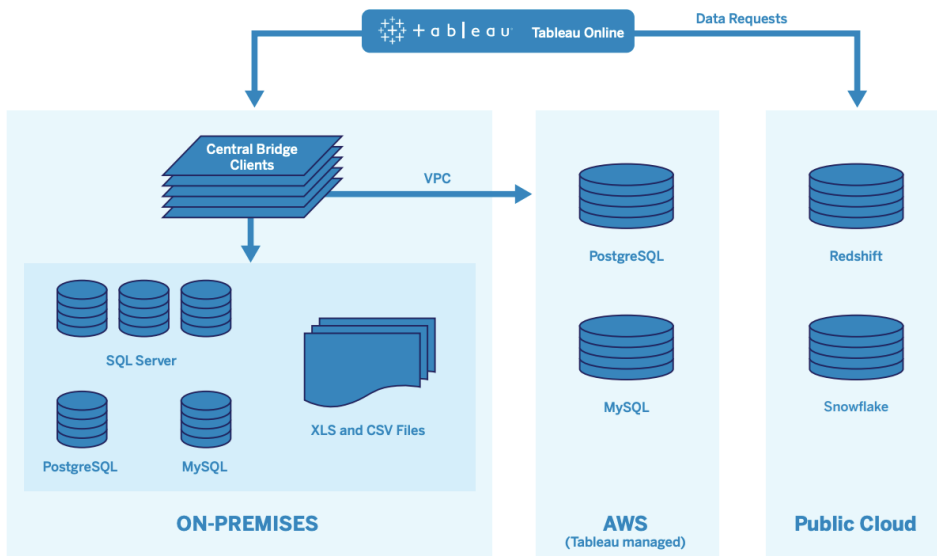 +ableau Tableau Online
Data Requests
Central Bridge
Clients
VPC
PostgreSQL
Redshift
SQL Server
MySQL
Snowflake
XLS and CSV Files
PostgreSQL
MySQL
ON-PREMISES
AWS
(Tableau managed)
Public Cloud